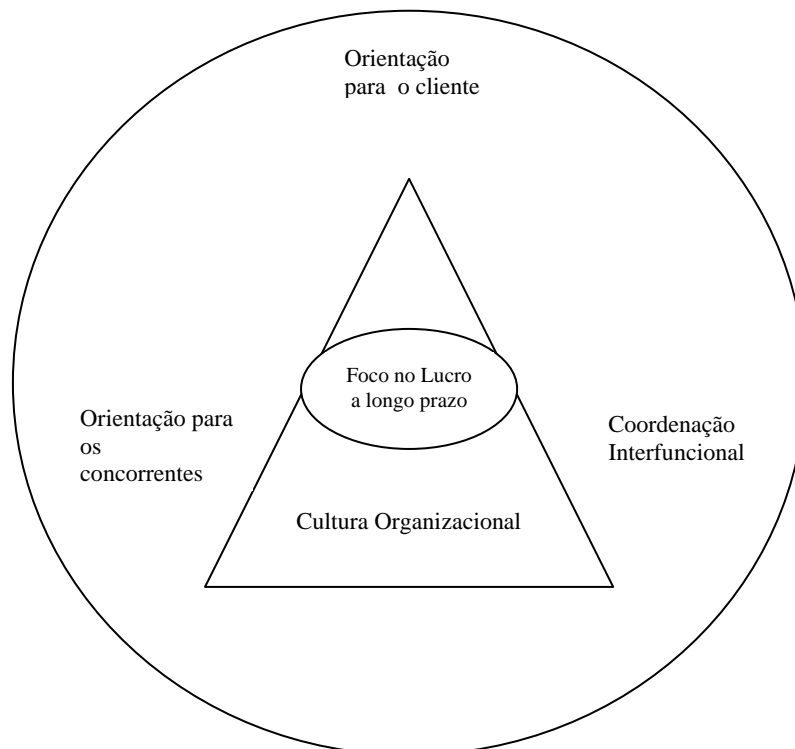 Orientação
para o cliente
Foco no Lucro
a longo prazo
Orientação para
os
concorrentes
Coordenação
Interfuncional
Cultura Organizacional